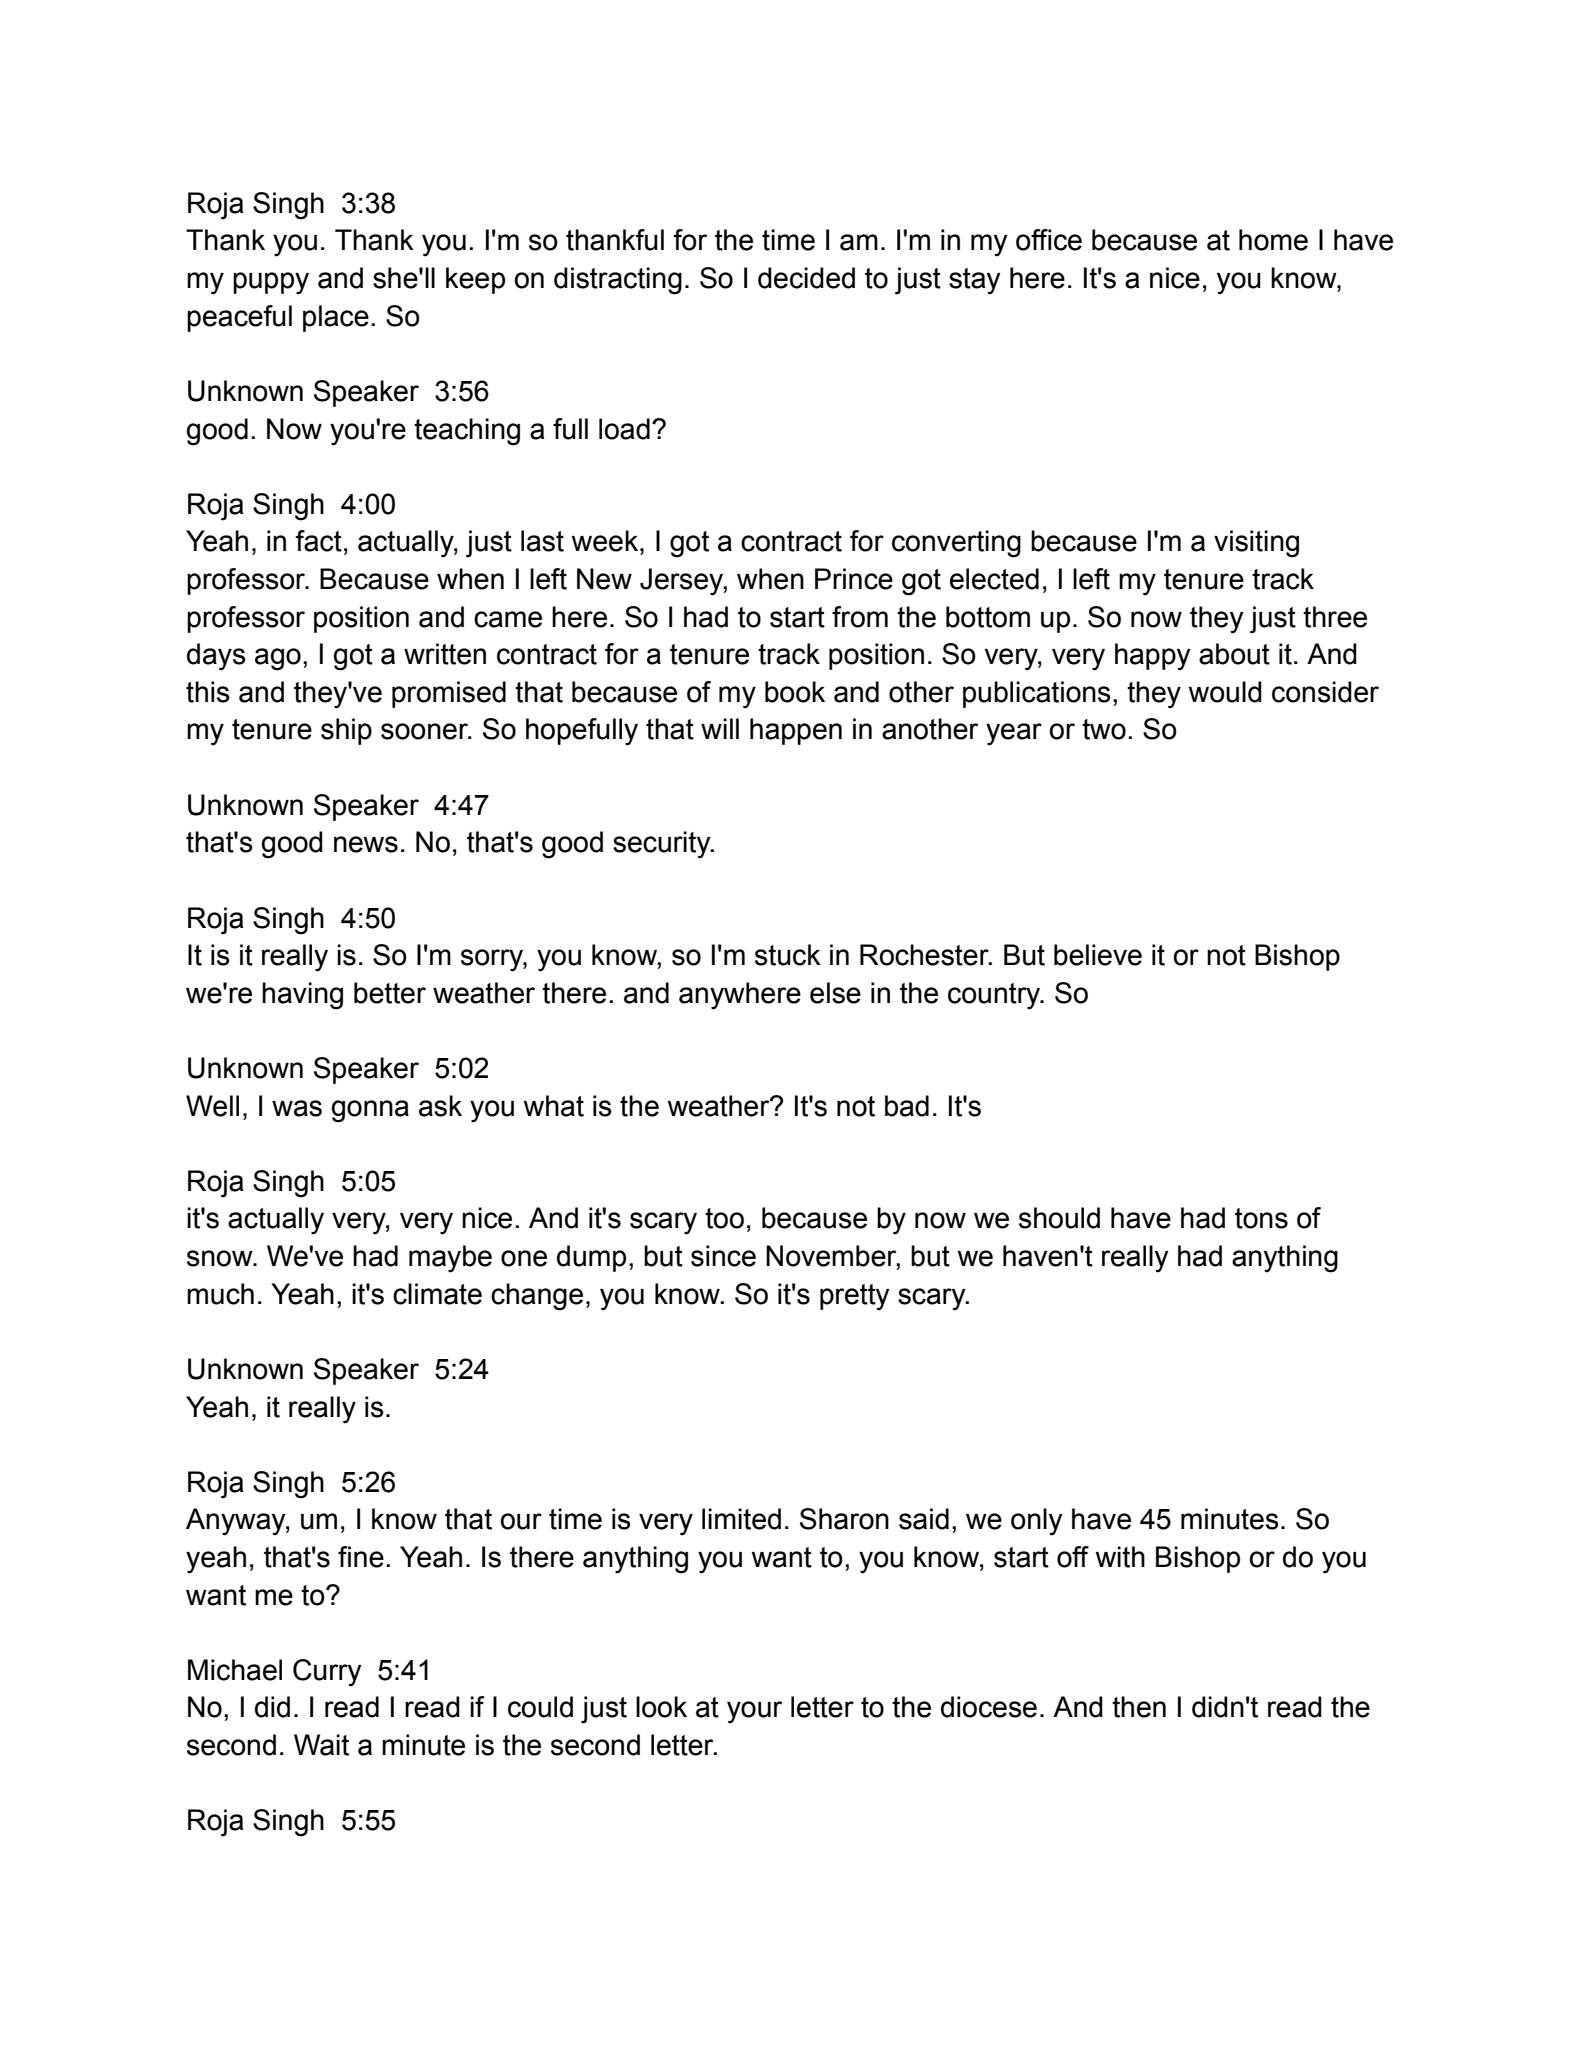 Roja Singh  3:38
Thank you. Thank you. I'm so thankful for the time I am. I'm in my office because at home I have
my puppy and she'll keep on distracting. So I decided to just stay here. It's a nice, you know,
peaceful place. So
Unknown Speaker  3:56
good. Now you're teaching a full load?
Roja Singh  4:00
Yeah, in fact, actually, just last week, I got a contract for converting because I'm a visiting
professor. Because when I left New Jersey, when Prince got elected, I left my tenure track
professor position and came here. So I had to start from the bottom up. So now they just three
days ago, I got a written contract for a tenure track position. So very, very happy about it. And
this and they've promised that because of my book and other publications, they would consider
my tenure ship sooner. So hopefully that will happen in another year or two. So
Unknown Speaker  4:47
that's good news. No, that's good security.
Roja Singh  4:50
It is it really is. So I'm sorry, you know, so I'm stuck in Rochester. But believe it or not Bishop
we're having better weather there. and anywhere else in the country. So
Unknown Speaker  5:02
Well, I was gonna ask you what is the weather? It's not bad. It's
Roja Singh  5:05
it's actually very, very nice. And it's scary too, because by now we should have had tons of
snow. We've had maybe one dump, but since November, but we haven't really had anything
much. Yeah, it's climate change, you know. So it's pretty scary.
Unknown Speaker  5:24
Yeah, it really is.
Roja Singh  5:26
Anyway, um, I know that our time is very limited. Sharon said, we only have 45 minutes. So
yeah, that's fine. Yeah. Is there anything you want to, you know, start off with Bishop or do you
want me to?
Michael Curry  5:41
No, I did. I read I read if I could just look at your letter to the diocese. And then I didn't read the
second. Wait a minute is the second letter.
Roja Singh  5:55